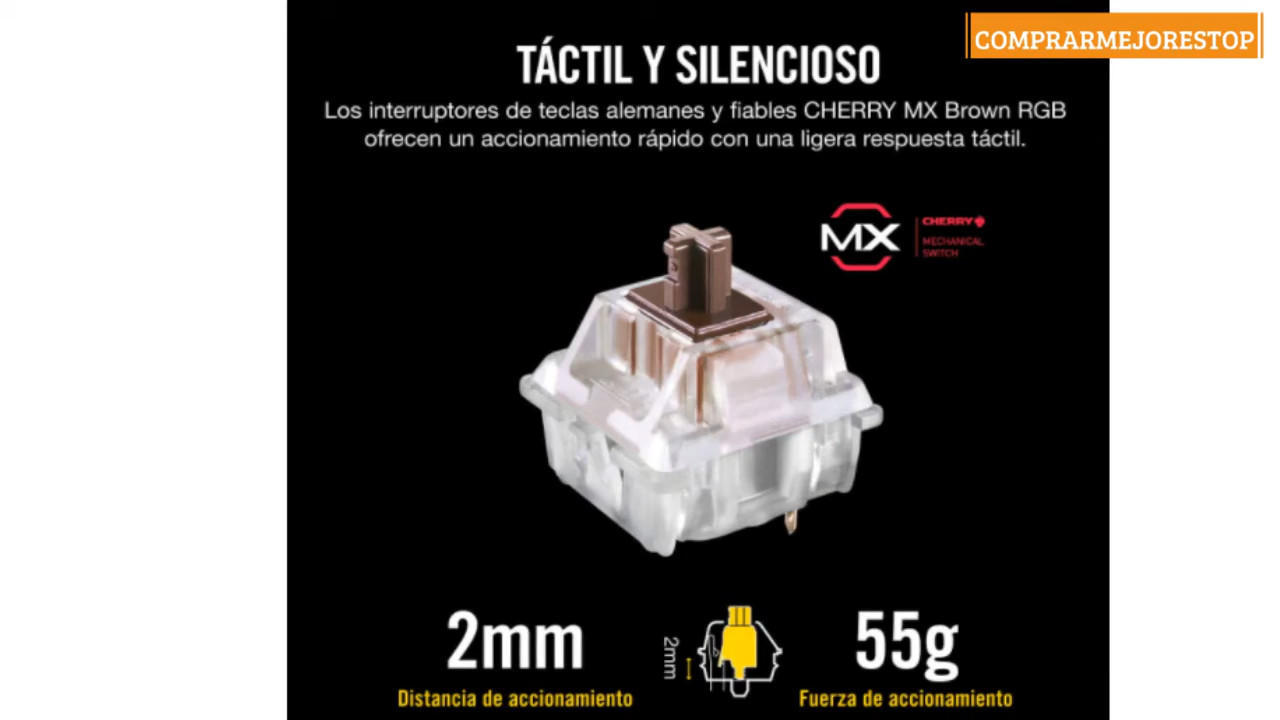 COMPRARMEJORESTOP
TÁCTIL Y SILENCIOSO
Los interruptores de teclas alemanes y fiables CHERRY MX Brown RGB
ofrecen un accionamiento rápido con una ligera respuesta táctil.
MX
CHERRY
MECHANICAL
SWITCH
2mm
2mm
55g
Distancia de accionamiento
Fuerza de accionamiento